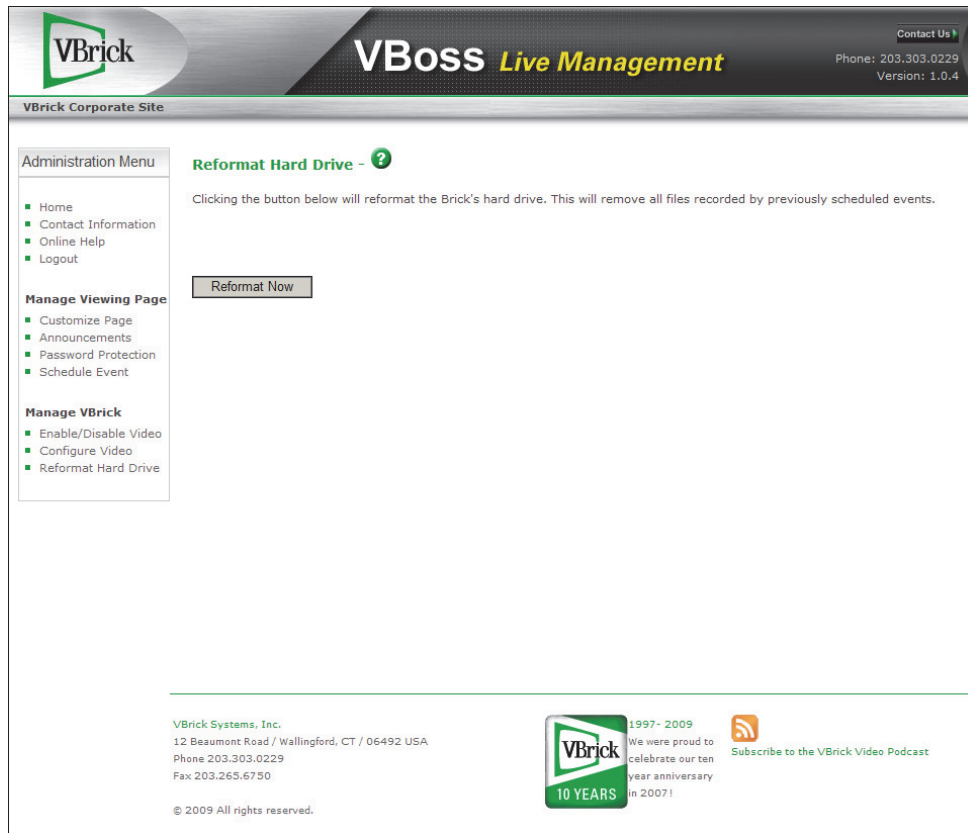 VBrick
VBoss Live Management
Contact Us
Phone: 203.303.0229
Version: 1.0.4
VBrick Corporate Site
Administration Menu
Home
Contact Information
Online Help
Logout
Manage Viewing Page
Customize Page
Announcements
Password Protection
Schedule Event
Manage VBrick
Enable/Disable Video
Configure Video
Reformat Hard Drive
Reformat Hard Drive - ?
Clicking the button below will reformat the Brick's hard drive. This will remove all files recorded by previously scheduled events.
Reformat Now
VBrick Systems, Inc.
12 Beaumont Road / Wallingford, CT / 06492 USA
Phone 203.303.0229
Fax 203.265.6750
© 2009 All rights reserved.
VBrick
10 YEARS
1997- 2009
We were proud to
celebrate our ten
year anniversary
in 2007!
Subscribe to the VBrick Video Podcast